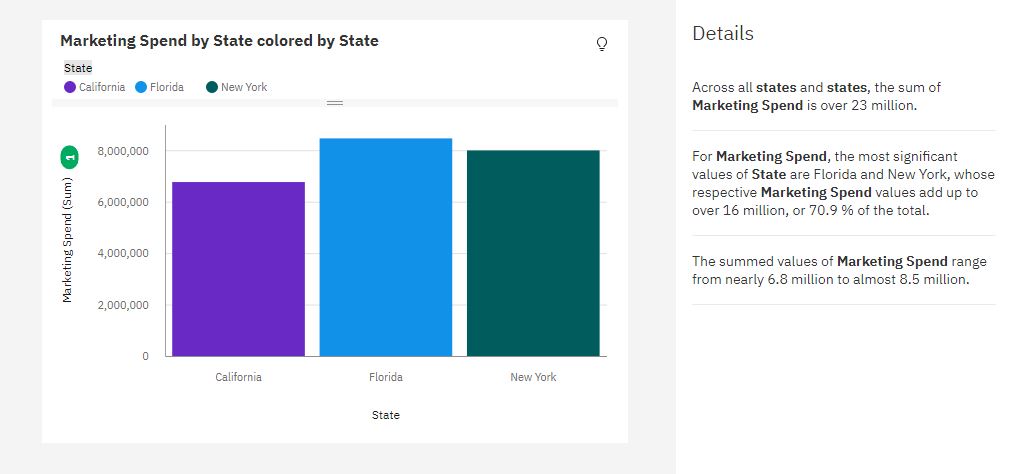 Marketing Spend by State colored by State
State
California
Florida
New York
1
Marketing Spend (Sum)
8,000,000
6,000,000
4,000,000
2,000,000
0
California
Florida
New York
State
Details
Across all states and states, the sum of
Marketing Spend is over 23 million.
For Marketing Spend, the most significant
values of State are Florida and New York, whose
respective Marketing Spend values add up to
over 16 million, or 70.9 % of the total.
The summed values of Marketing Spend range
from nearly 6.8 million to almost 8.5 million.